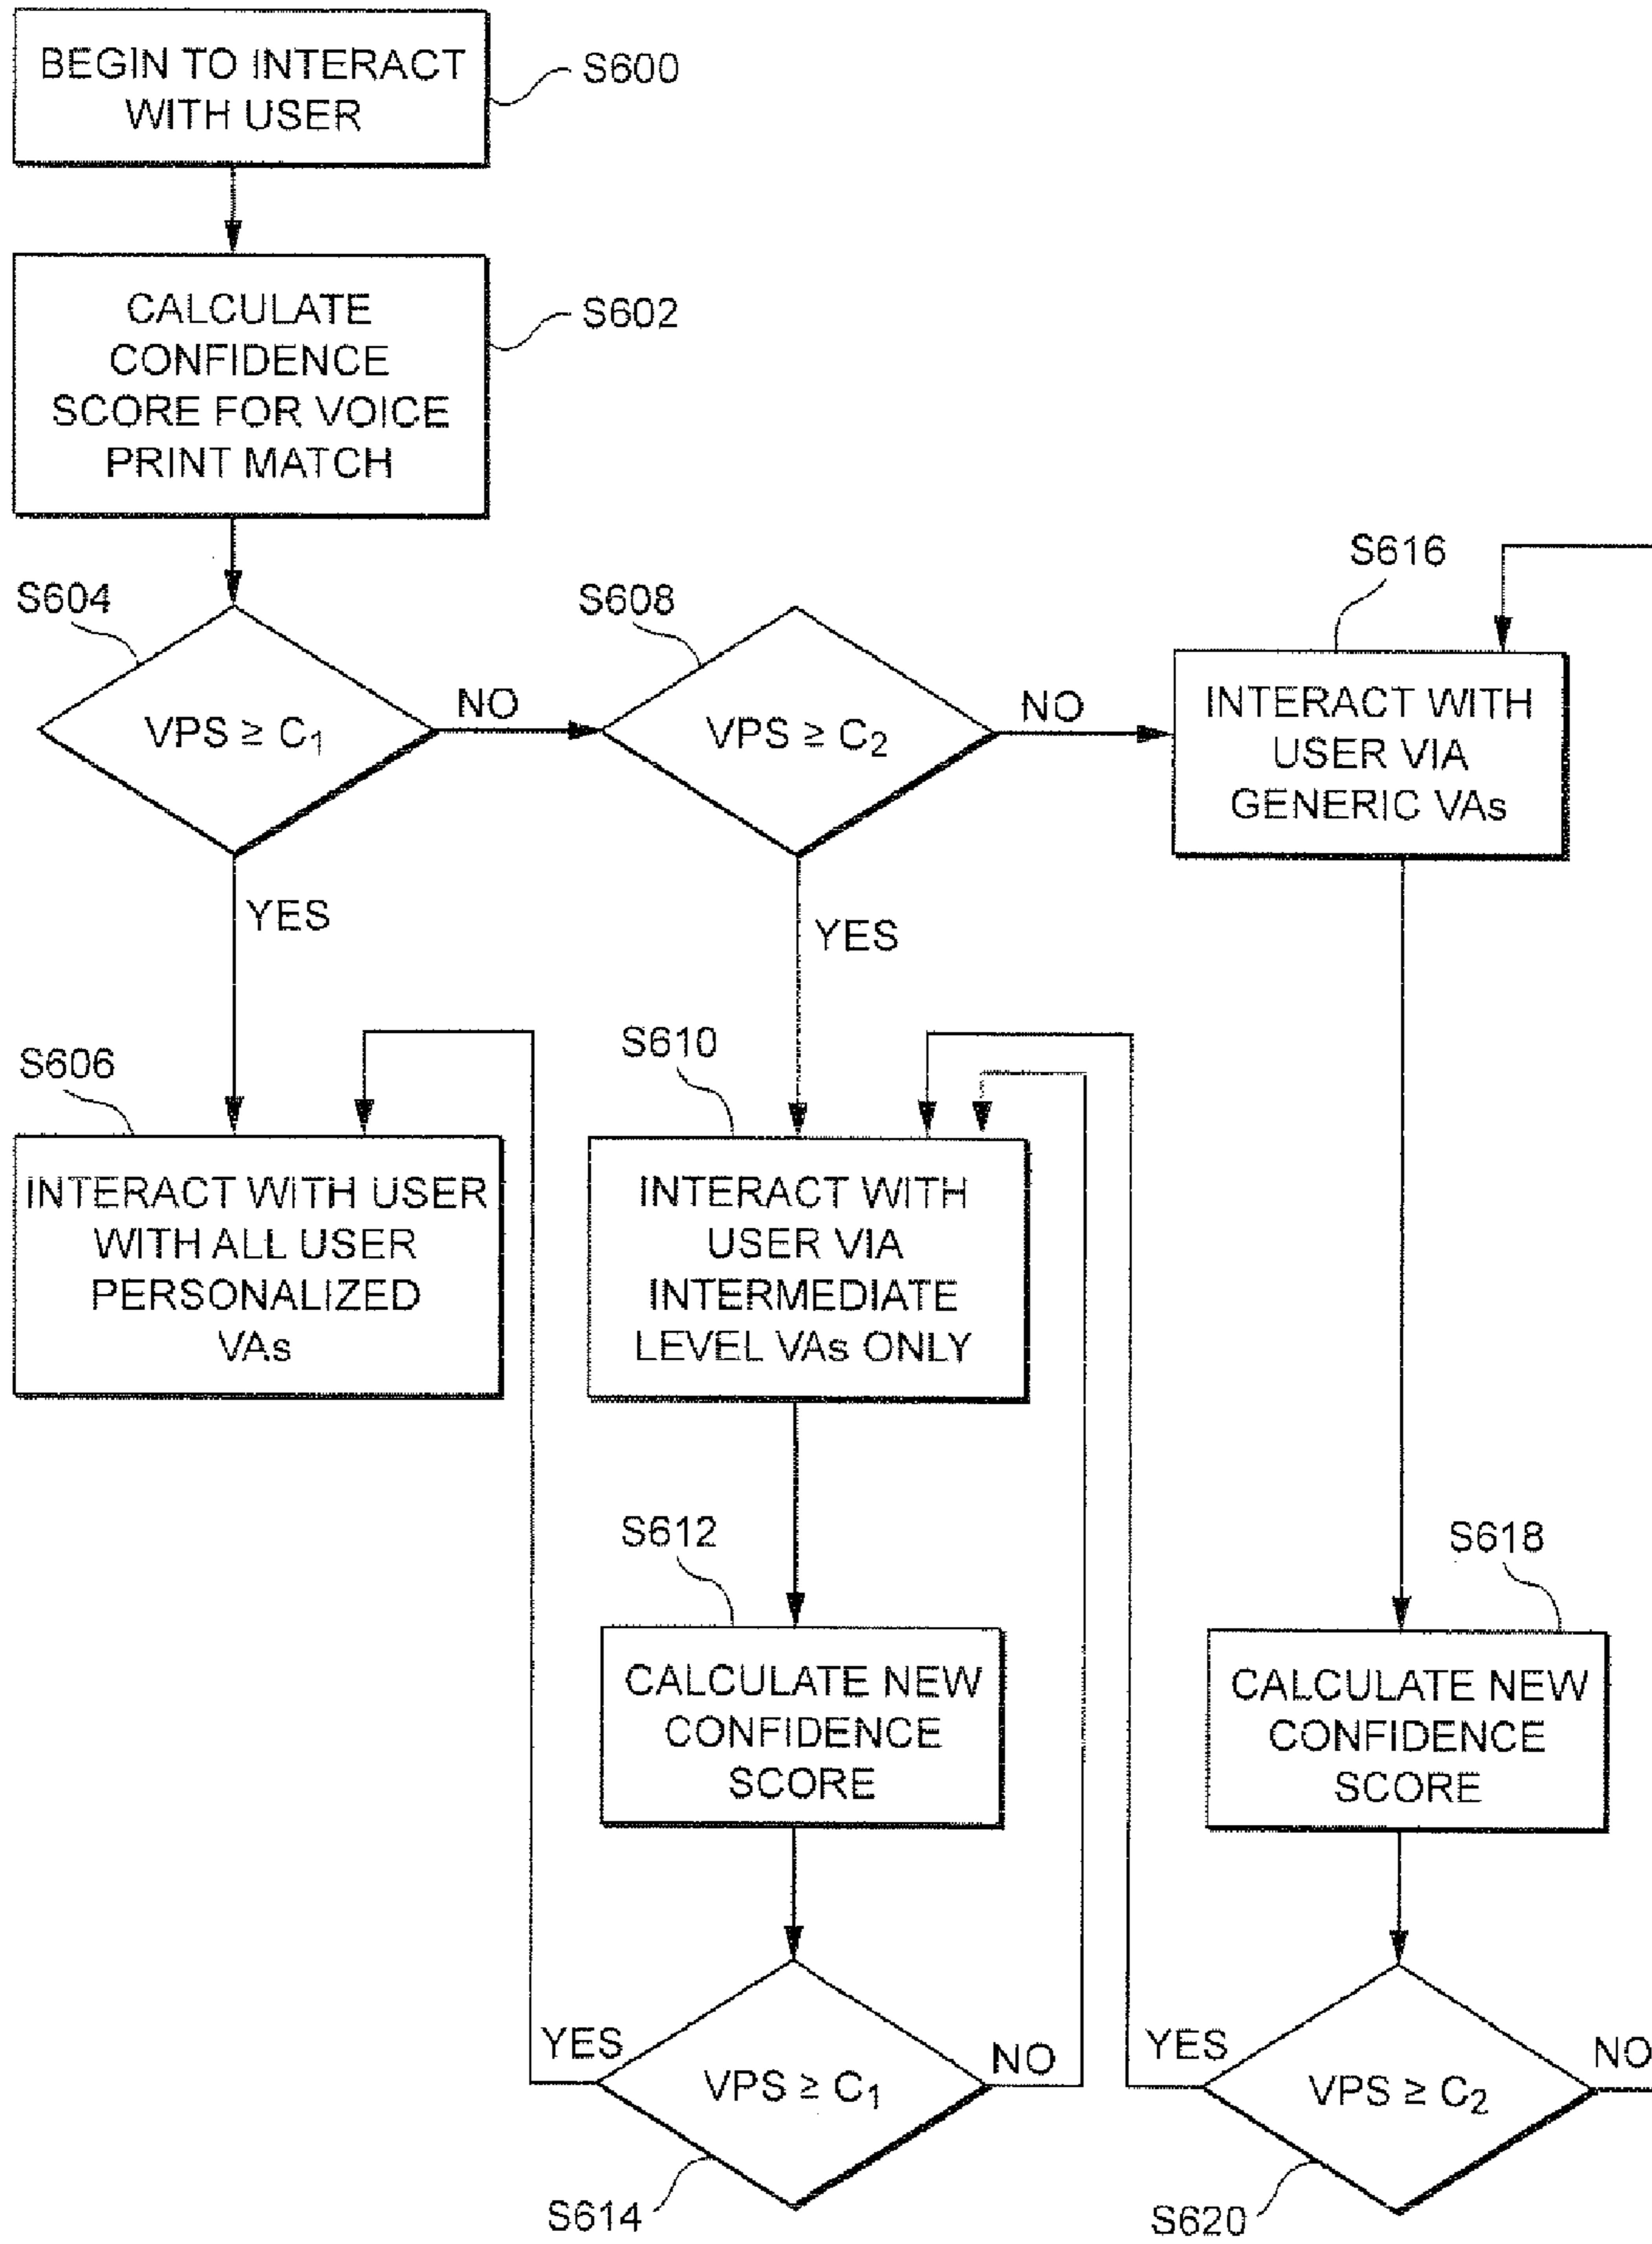 BEGIN TO INTERACT
WITH USER
S600
CALCULATE
CONFIDENCE
SCORE FOR VOICE
PRINT MATCH
S602
S604
VPS ≥ C₁
NO
YES
S608
VPS ≥ C₂
NO
YES
S616
INTERACT WITH
USER VIA
GENERIC VAs
S606
INTERACT WITH USER
WITH ALL USER
PERSONALIZED
VAs
S610
INTERACT WITH
USER VIA
INTERMEDIATE
LEVEL VAs ONLY
S612
CALCULATE NEW
CONFIDENCE
SCORE
S618
CALCULATE NEW
CONFIDENCE
SCORE
YES
VPS ≥ C₁
NO
S614
YES
VPS ≥ C₂
NO
S620